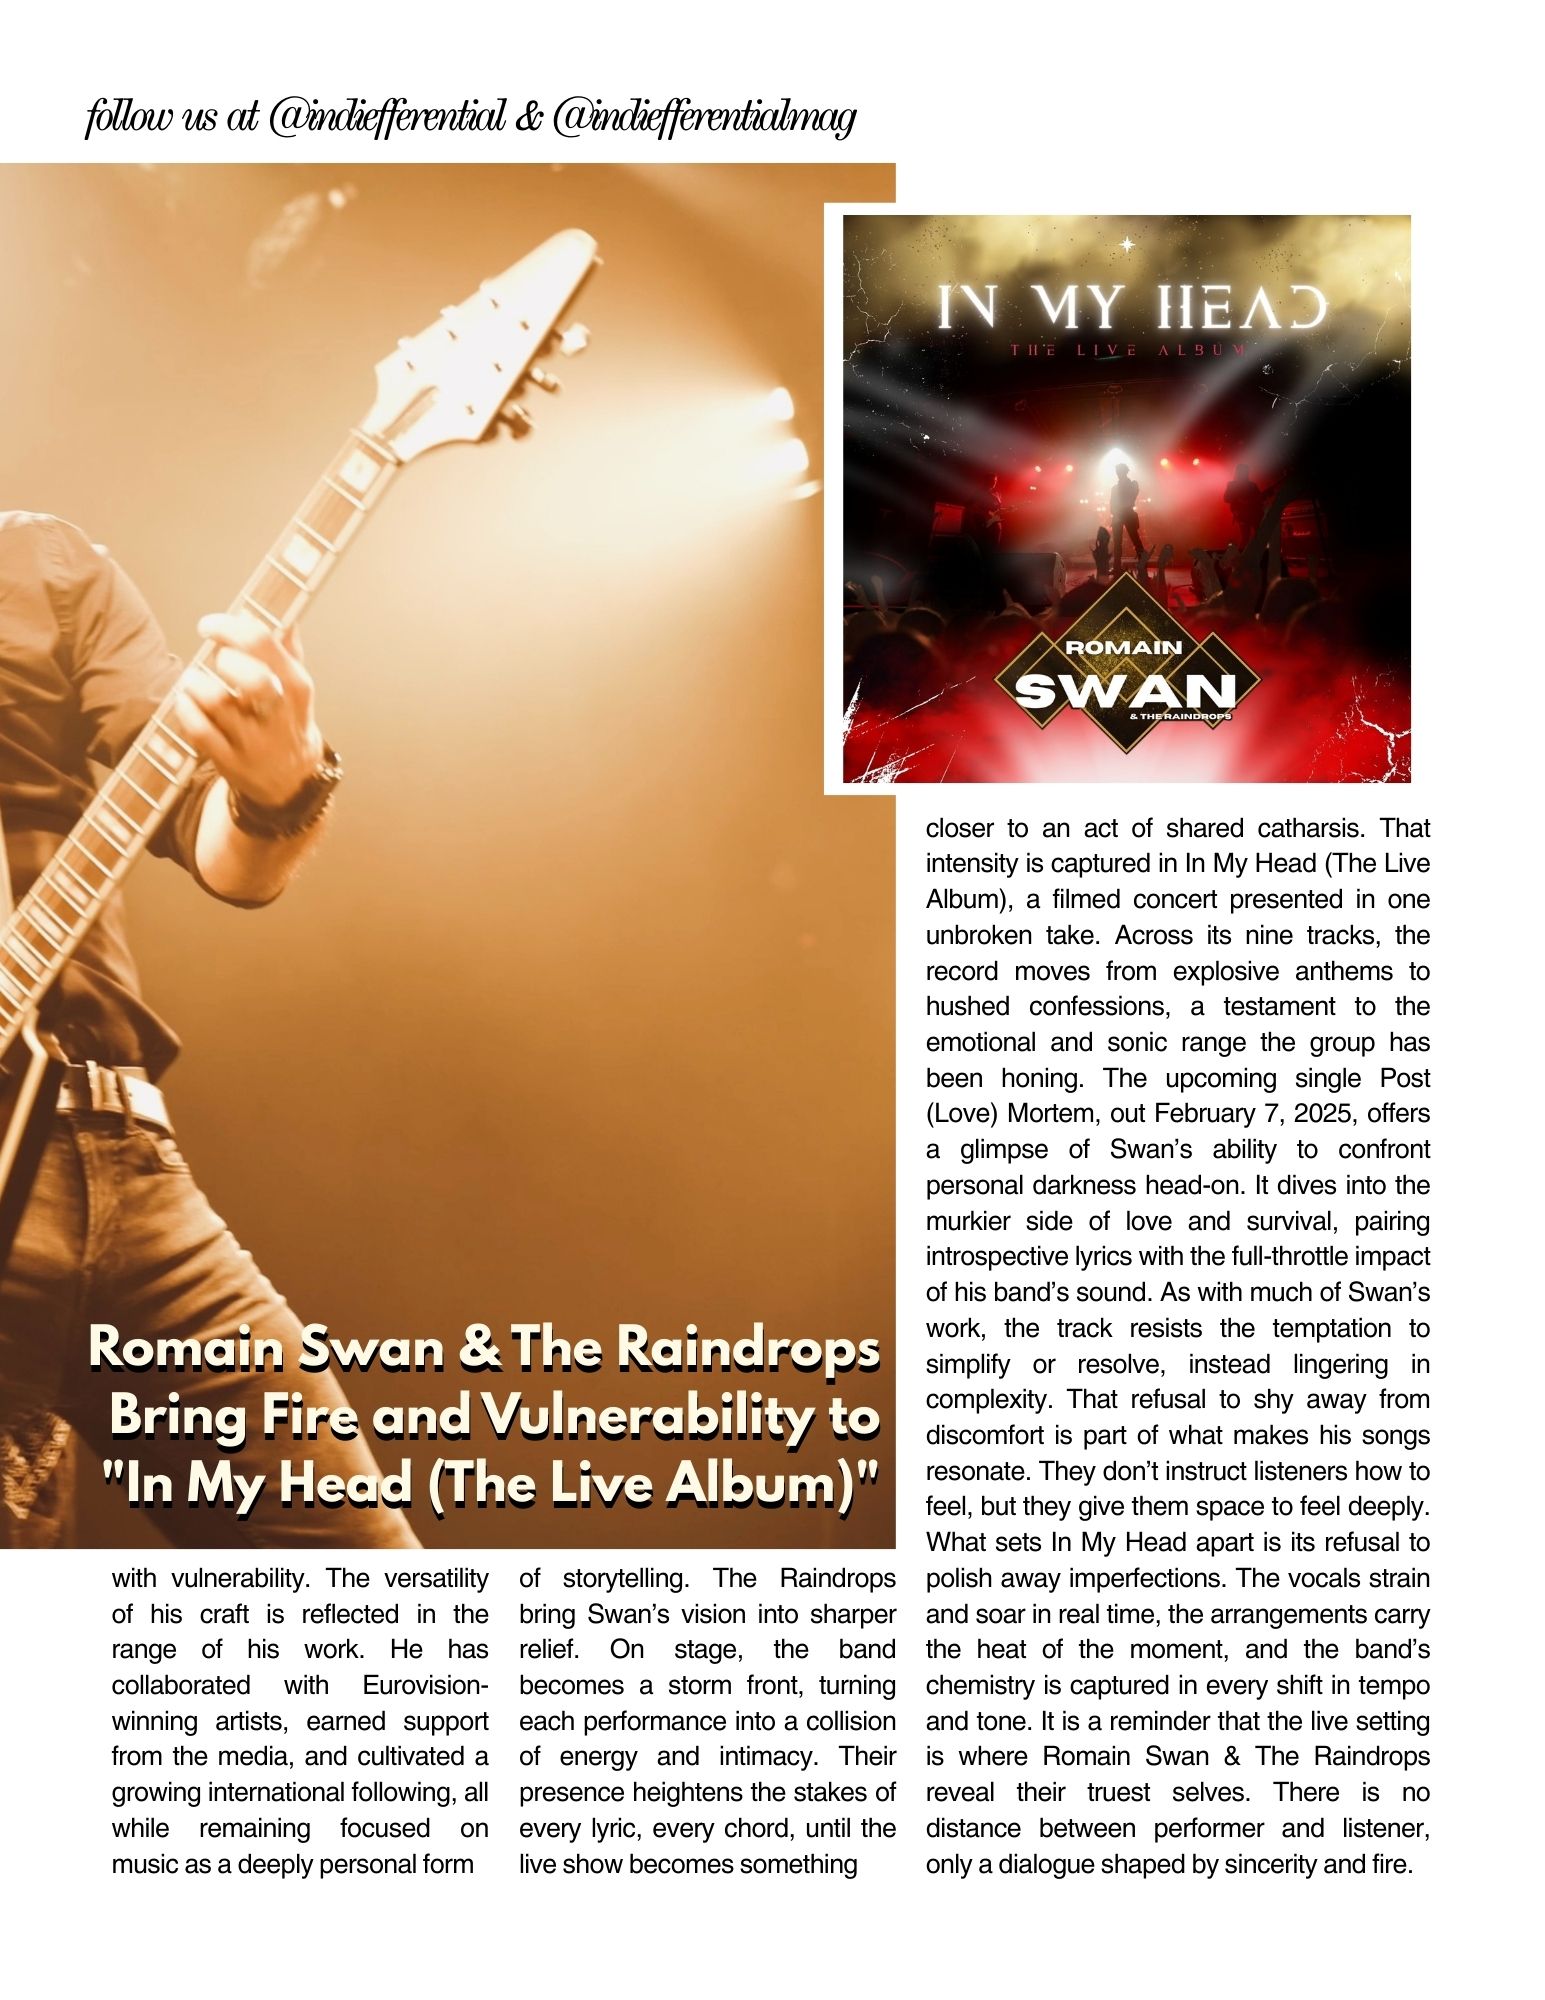 follow us at @indiefferential & @indiefferentialmag
IN MY HEAD
THE LIVE ALBUM
ROMAIN
SWAN
& THE RAINDROPS
Romain Swan & The Raindrops
Bring Fire and Vulnerability to
"In My Head (The Live Album)"
with vulnerability. The versatility
of his craft is reflected in the
range of his work. He has
collaborated with Eurovision-
winning artists, earned support
from the media, and cultivated a
growing international following, all
while remaining focused on
music as a deeply personal form
of storytelling. The Raindrops
bring Swan’s vision into sharper
relief. On stage, the band
becomes a storm front, turning
each performance into a collision
of energy and intimacy. Their
presence heightens the stakes of
every lyric, every chord, until the
live show becomes something
closer to an act of shared catharsis. That
intensity is captured in In My Head (The Live
Album), a filmed concert presented in one
unbroken take. Across its nine tracks, the
record moves from explosive anthems to
hushed confessions, a testament to the
emotional and sonic range the group has
been honing. The upcoming single Post
(Love) Mortem, out February 7, 2025, offers
a glimpse of Swan’s ability to confront
personal darkness head-on. It dives into the
murkier side of love and survival, pairing
introspective lyrics with the full-throttle impact
of his band’s sound. As with much of Swan’s
work, the track resists the temptation to
simplify or resolve, instead lingering in
complexity. That refusal to shy away from
discomfort is part of what makes his songs
resonate. They don’t instruct listeners how to
feel, but they give them space to feel deeply.
What sets In My Head apart is its refusal to
polish away imperfections. The vocals strain
and soar in real time, the arrangements carry
the heat of the moment, and the band’s
chemistry is captured in every shift in tempo
and tone. It is a reminder that the live setting
is where Romain Swan & The Raindrops
reveal their truest selves. There is no
distance between performer and listener,
only a dialogue shaped by sincerity and fire.